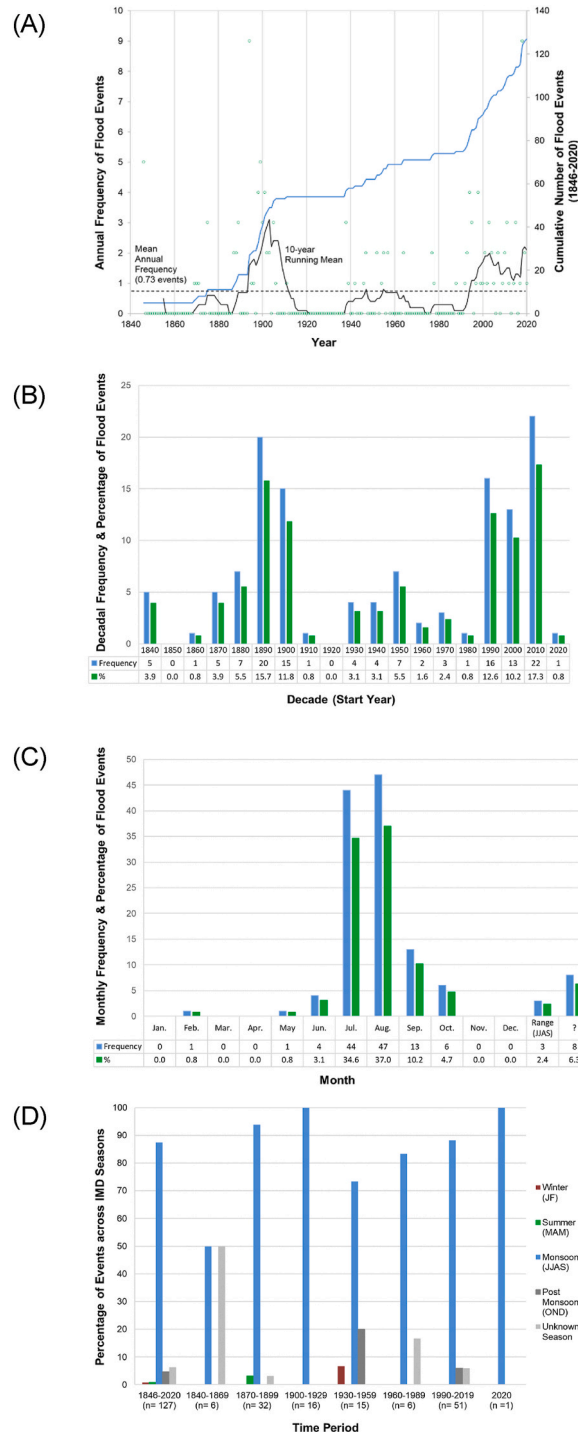 (A)
Annual Frequency of Flood Events
10
9
8
7
6
5
4
3
2
1
0
Mean
Annual
Frequency
(0.73 events)
10-year
Running Mean
140
120
100
80
60
40
20
0
Cumulative Number of Flood Events
(1846-2020)
1840 1860 1880 1900 1920 1940 1960 1980 2000 2020
Year
(B)
Decadal Frequency & Percentage of Flood Events
25
20
15
10
5
0
1840 1850 1860 1870 1880 1890 1900 1910 1920 1930 1940 1950 1960 1970 1980 1990 2000 2010 2020
Frequency 5 0 1 5 7 20 15 1 0 4 4 7 2 3 1 16 13 22 1
% 3.9 0.0 0.8 3.9 5.5 15.7 11.8 0.8 0.0 3.1 3.1 5.5 1.6 2.4 0.8 12.6 10.2 17.3 0.8
Decade (Start Year)
(C)
Monthly Frequency & Percentage of Flood Events
50
45
40
35
30
25
20
15
10
5
0
Jan. Feb. Mar. Apr. May Jun. Jul. Aug. Sep. Oct. Nov. Dec. Range (JJAS) ?
Frequency 0 1 0 0 1 4 44 47 13 6 0 0 3 8
% 0.0 0.8 0.0 0.0 0.8 3.1 34.6 37.0 10.2 4.7 0.0 0.0 2.4 6.3
Month
(D)
Percentage of Events across IMD Seasons
100
90
80
70
60
50
40
30
20
10
0
Winter
(JF)
Summer
(MAM)
Monsoon
(JJAS)
Post
Monsoon
(OND)
Unknown
Season
1846-2020 1840-1869 1870-1899 1900-1929 1930-1959 1960-1989 1990-2019 2020
(n= 127) (n= 6) (n= 32) (n= 16) (n= 15) (n= 6) (n= 51) (n =1)
Time Period